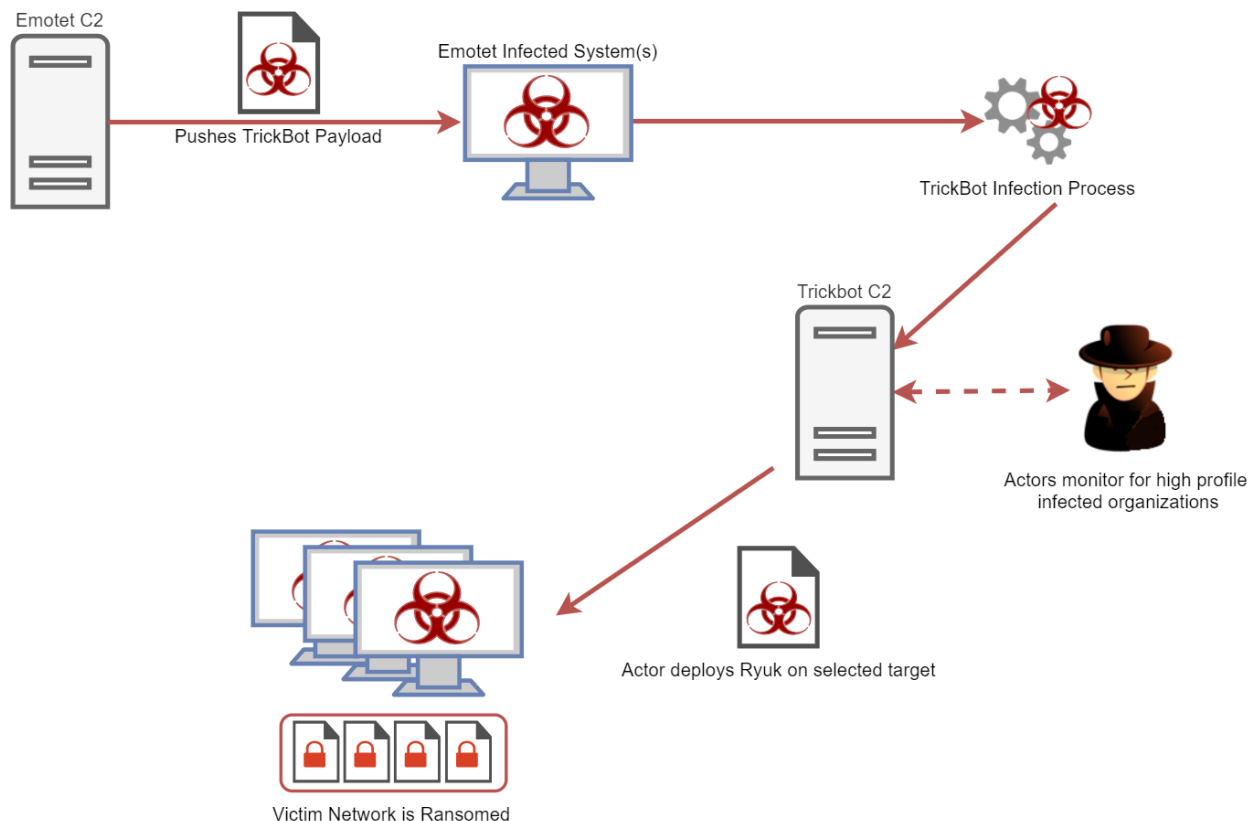 Emotet C2
Pushes TrickBot Payload
Emotet Infected System(s)
TrickBot Infection Process
Trickbot C2
Actors monitor for high profile
infected organizations
Actor deploys Ryuk on selected target
Victim Network is Ransomed